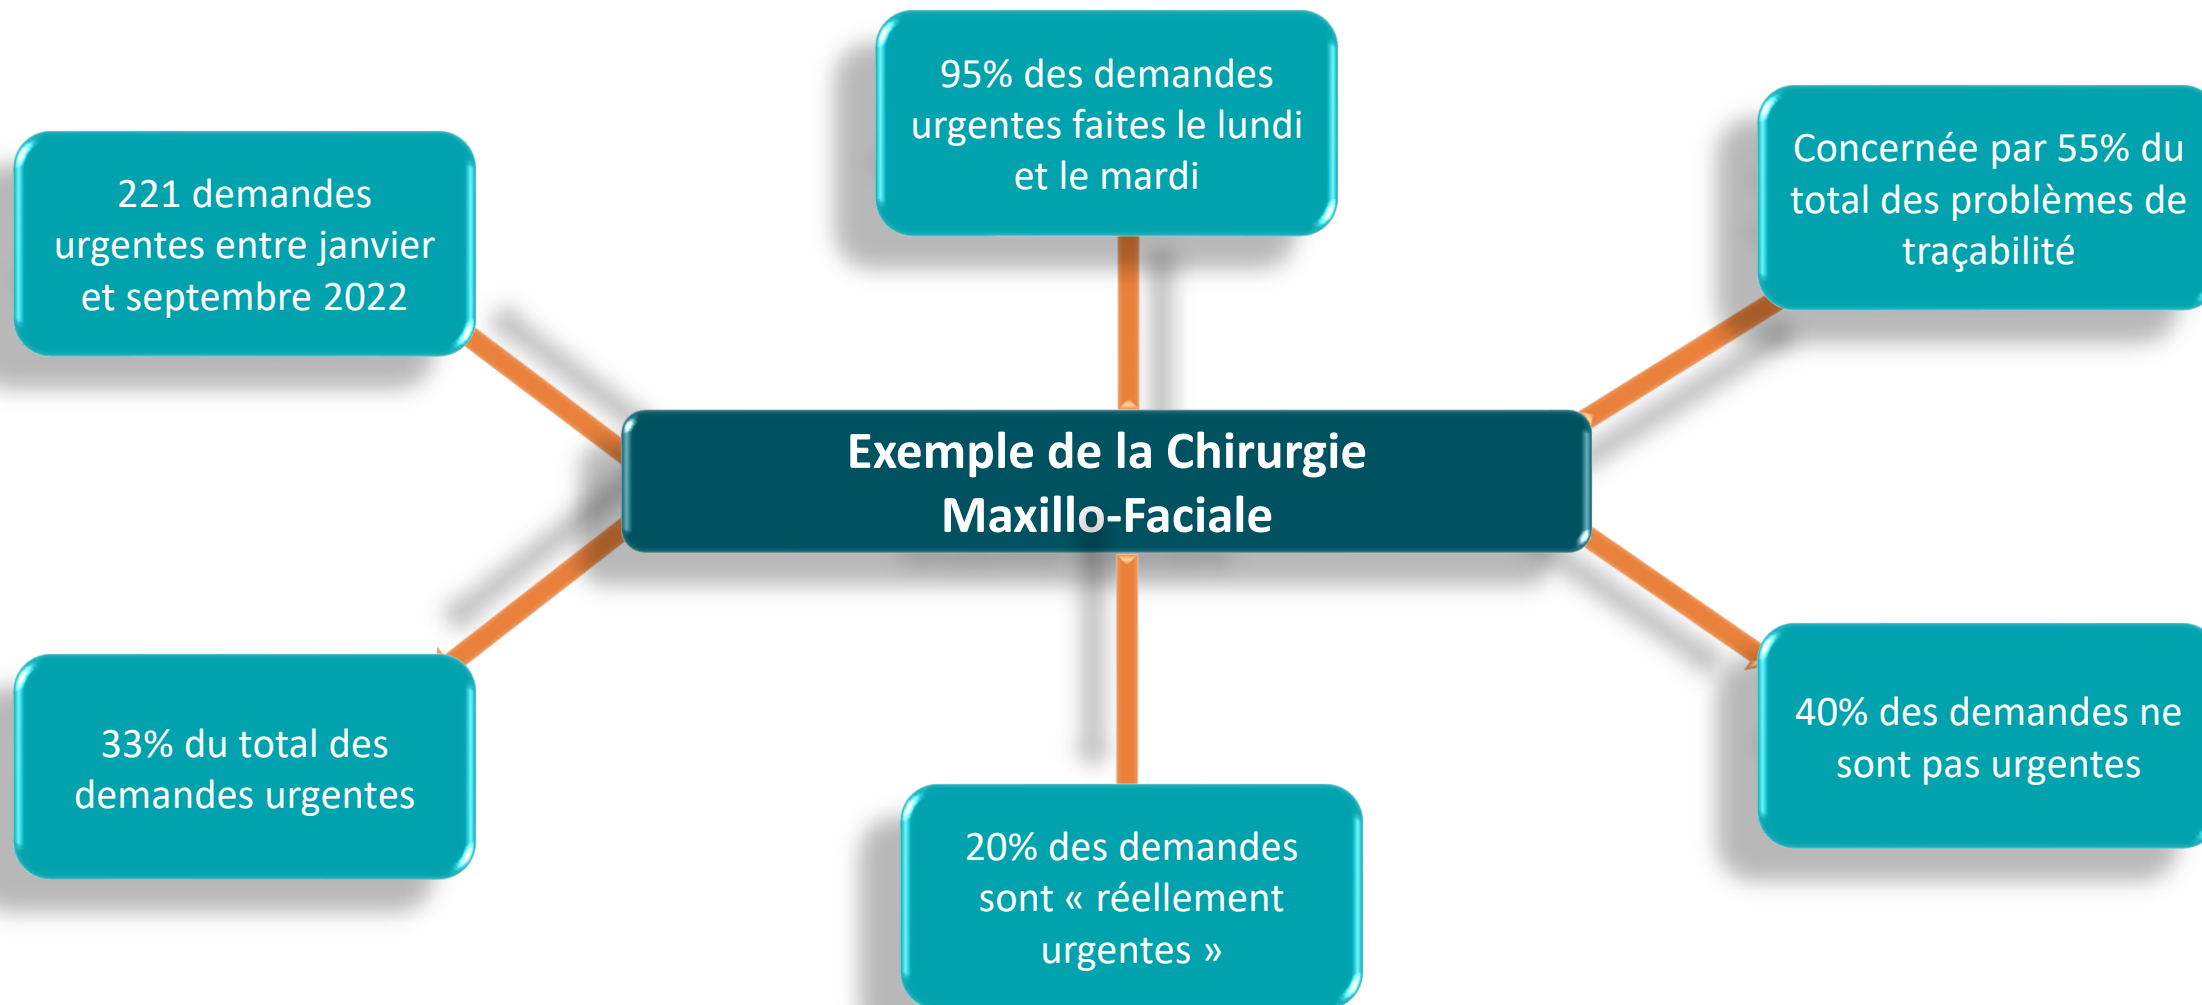 95% des demandes
urgentes faites le lundi
et le mardi
Concernée par 55% du
total des problèmes de
traçabilité
221 demandes
urgentes entre janvier
et septembre 2022
Exemple de la Chirurgie
Maxillo-Faciale
33% du total des
demandes urgentes
40% des demandes ne
sont pas urgentes
20% des demandes
sont « réellement
urgentes »